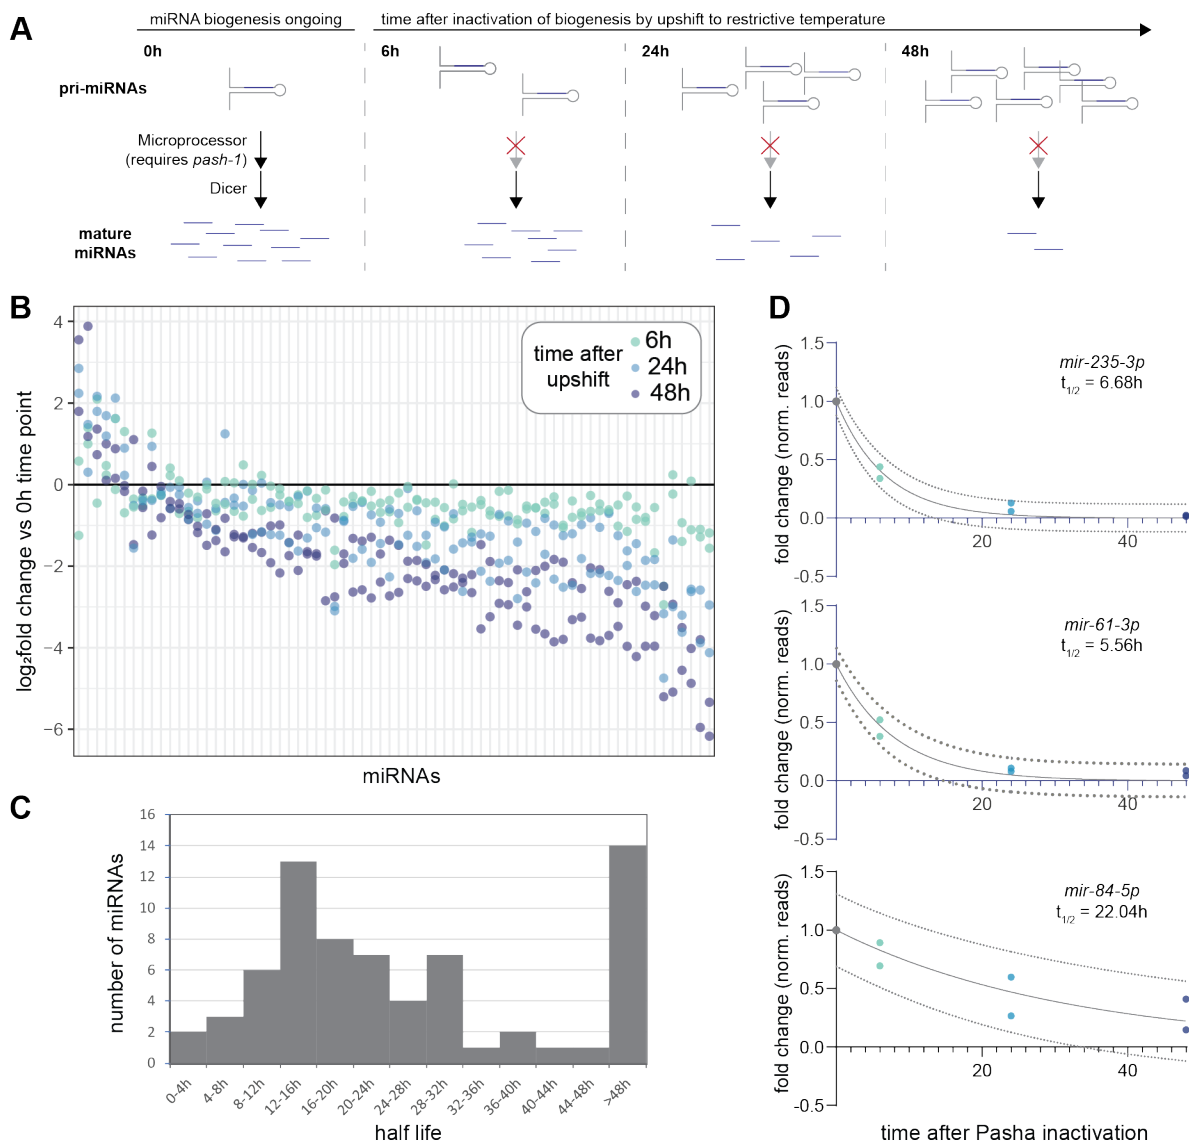 A
miRNA biogenesis ongoing
time after inactivation of biogenesis by upshift to restrictive temperature
0h
6h
24h
48h
pri-miRNAs
Microprocessor
(requires pash-1)
Dicer
mature
miRNAs
B
log₂fold change vs 0h time point
4
2
0
−2
−4
−6
time after
upshift
6h
24h
48h
miRNAs
C
number of miRNAs
16
14
12
10
8
6
4
2
0
0-4h
4-8h
8-12h
12-16h
16-20h
20-24h
24-28h
28-32h
32-36h
36-40h
40-44h
44-48h
>48h
half life
D
fold change (norm. reads)
1.5
1.0
0.5
0.0
-0.5
20
40
mir-235-3p
t1/2 = 6.68h
fold change (norm. reads)
1.5
1.0
0.5
0.0
-0.5
20
40
mir-61-3p
t1/2 = 5.56h
fold change (norm. reads)
1.5
1.0
0.5
0.0
-0.5
20
40
mir-84-5p
t1/2 = 22.04h
time after Pasha inactivation